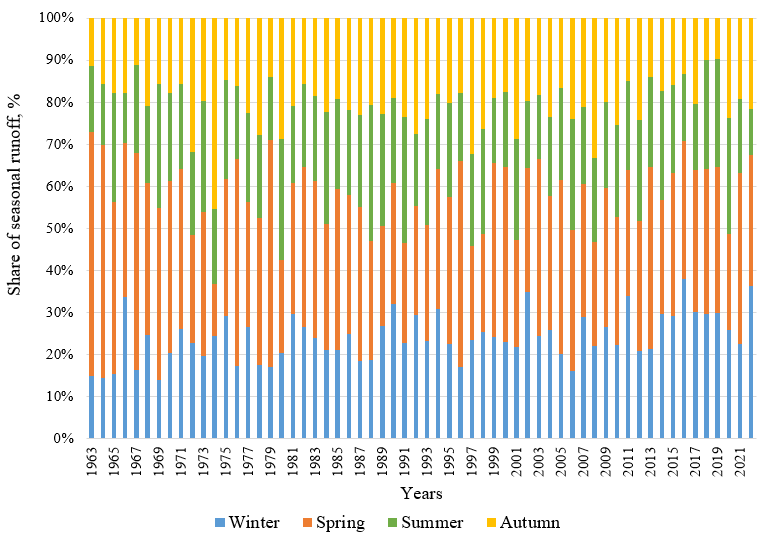 100%
90%
80%
70%
60%
50%
40%
30%
20%
10%
0%
Share of seasonal runoff, %
1963 1965 1967 1969 1971 1973 1975 1977 1979 1981 1983 1985 1987 1989 1991 1993 1995 1997 1999 2001 2003 2005 2007 2009 2011 2013 2015 2017 2019 2021
Years
Winter Spring Summer Autumn